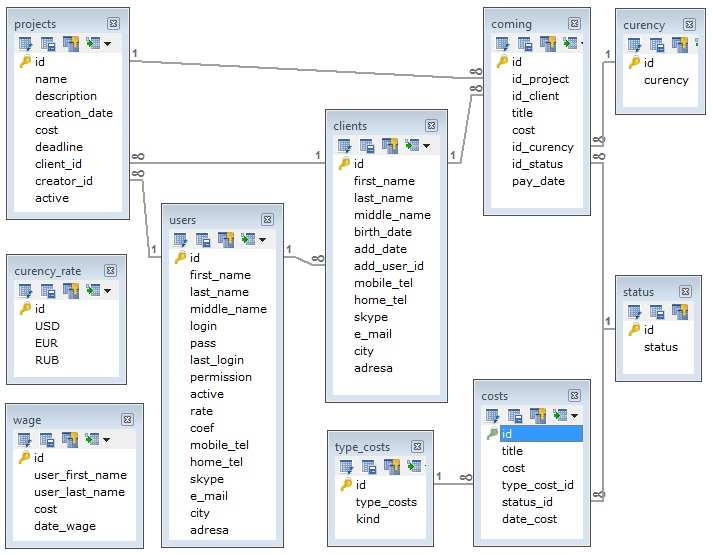 projects
id
name
description
creation_date
cost
deadline
client_id
creator_id
active
1
∞
∞
coming
id
id_project
id_client
title
cost
id_curency
id_status
pay_date
∞
∞
∞
∞
curency
id
curency
1
clients
id
first_name
last_name
middle_name
birth_date
add_date
add_user_id
mobile_tel
home_tel
skype
e_mail
city
adresa
1
1
∞
users
id
first_name
last_name
middle_name
login
pass
last_login
permission
active
rate
coef
mobile_tel
home_tel
skype
e_mail
city
adresa
1
1
curency_rate
id
USD
EUR
RUB
status
id
status
1
wage
id
user_first_name
user_last_name
cost
date_wage
type_costs
id
type_costs
kind
1
costs
id
title
cost
type_cost_id
status_id
date_cost
∞
∞